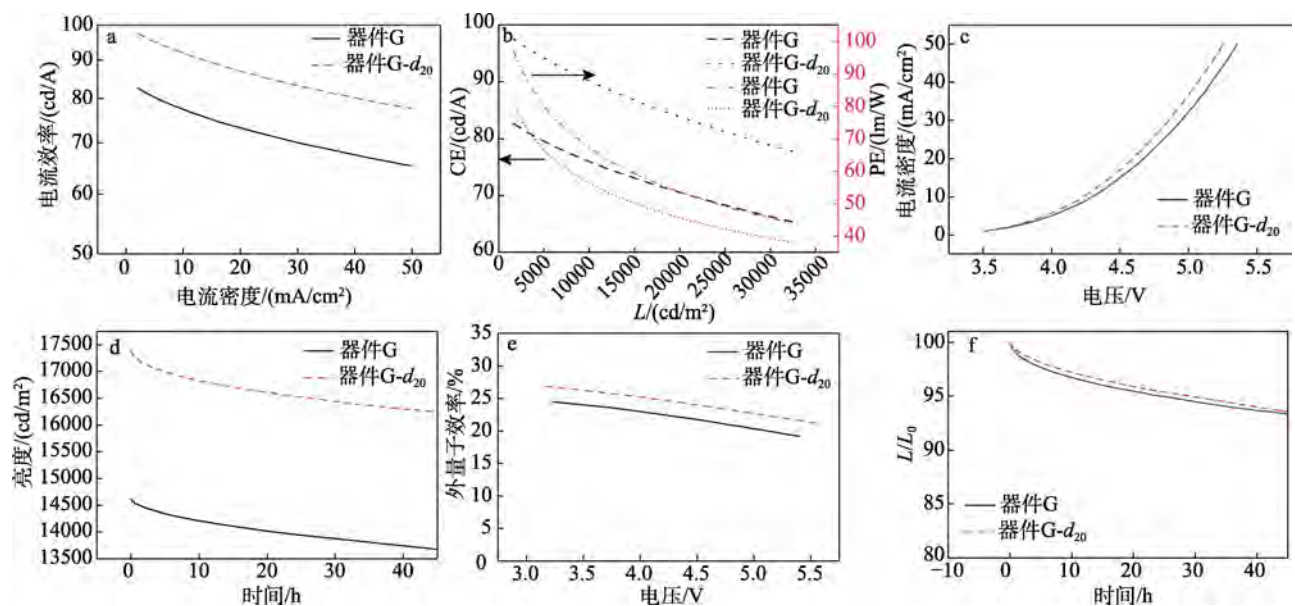 a
器件G
器件G-d₂₀
100
90
80
70
60
50
电流效率/(cd/A)
0 10 20 30 40 50
电流密度/(mA/cm²)
b
器件G
器件G-d₂₀
器件G
器件G-d₂₀
100
90
80
70
60
CE/(cd/A)
100
90
80
70
60
50
40
PE/(lm/W)
0 5000 10000 15000 20000 25000 30000 35000
L/(cd/m²)
c
50
40
30
20
10
0
电流密度/(mA/cm²)
器件G
器件G-d₂₀
3.5 4.0 4.5 5.0 5.5
电压/V
d
器件G
器件G-d₂₀
17500
17000
16500
16000
15500
15000
14500
14000
13500
亮度/(cd/m²)
0 10 20 30 40
时间/h
e
器件G
器件G-d₂₀
35
30
25
20
15
10
5
0
外量子效率/%
3.0 3.5 4.0 4.5 5.0 5.5
电压/V
f
100
95
90
85
80
L/L₀
器件G
器件G-d₂₀
−10 0 10 20 30 40
时间/h